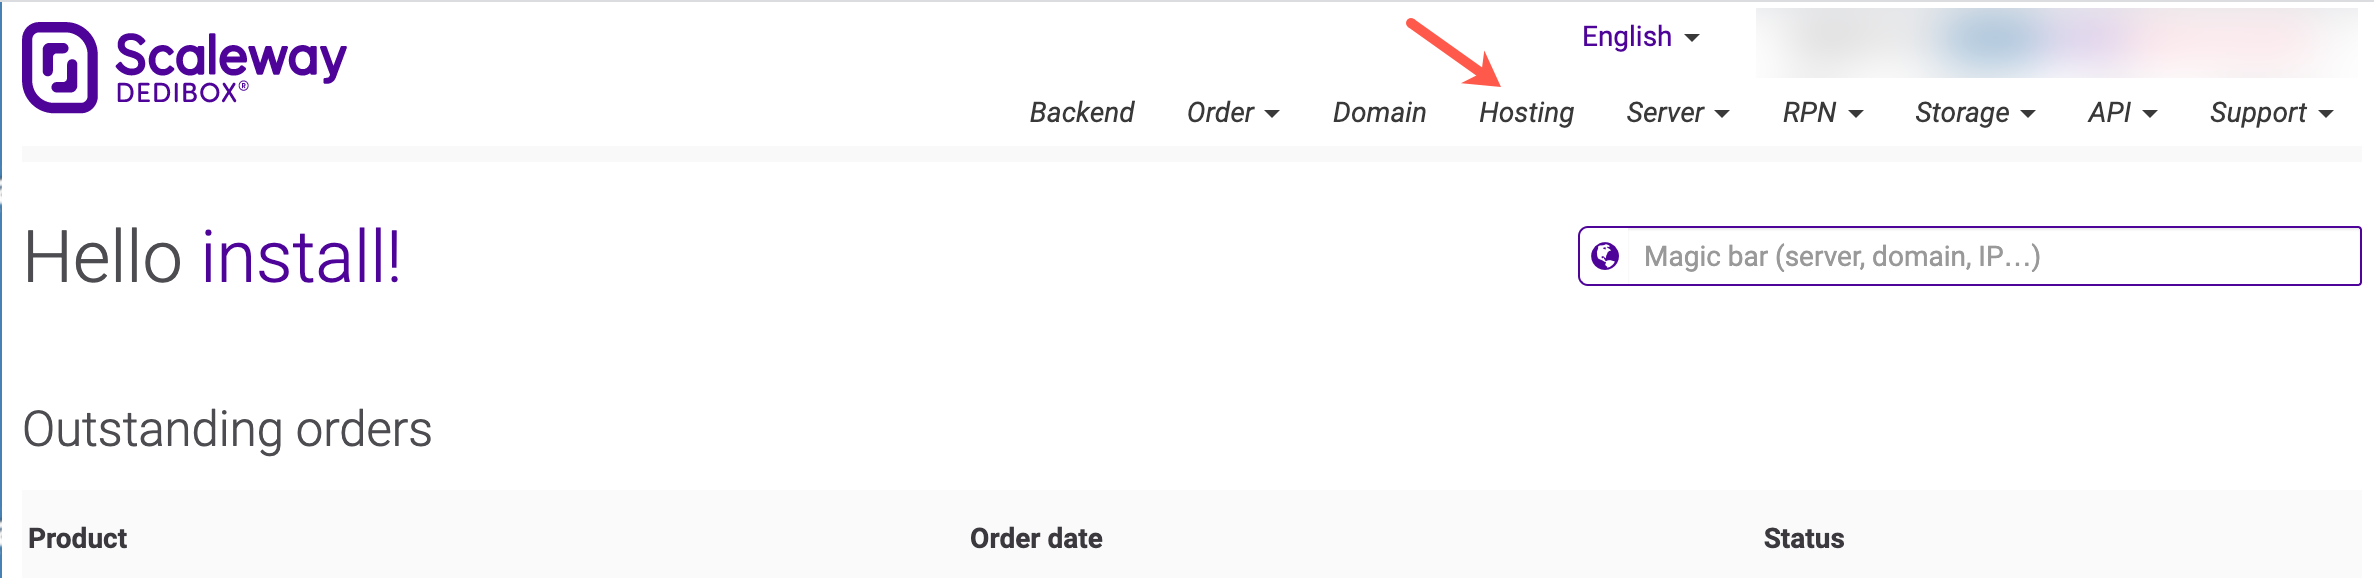 Scaleway
DEDIBOX®
English
Backend Order Domain Hosting Server RPN Storage API Support
Hello install!
Magic bar (server, domain, IP...)
Outstanding orders
Product Order date Status